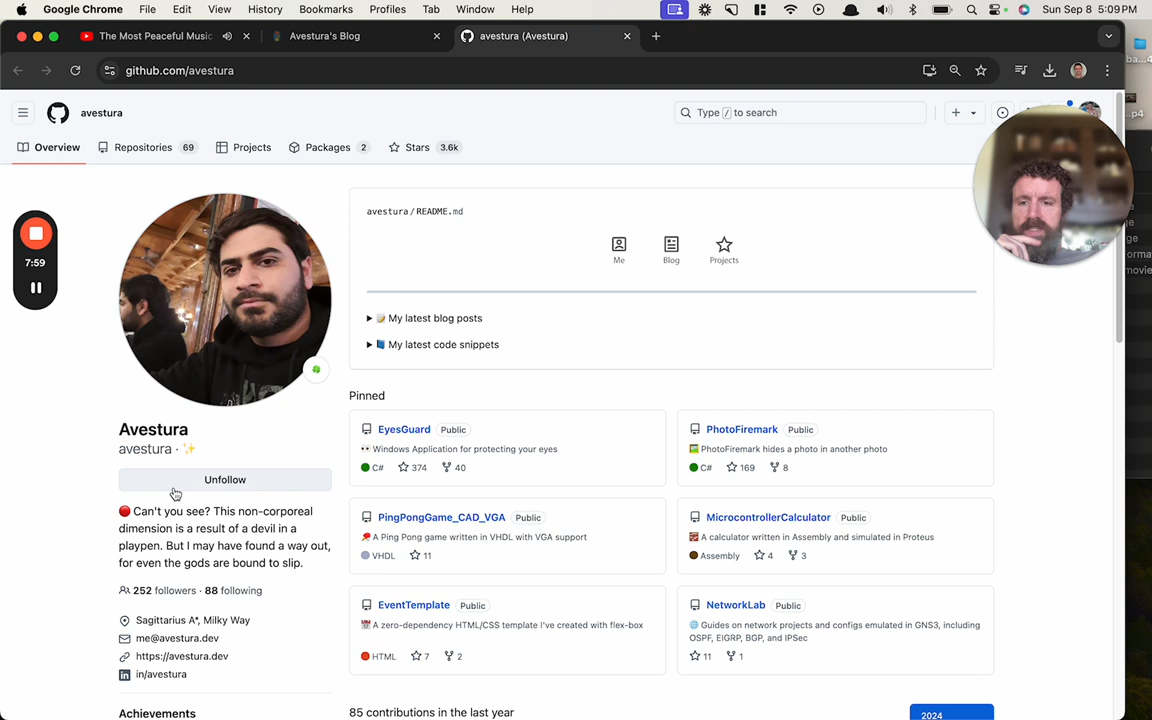 Google Chrome File Edit View History Bookmarks Profiles Tab Window Help Sun Sep 8 5:09 PM
The Most Peaceful Music
Avestura's Blog
avestura (Avestura)
github.com/avestura
avestura
Type / to search
Overview
Repositories 69
Projects
Packages 2
Stars 3.6k
7:59
avestura/README.md
Me
Blog
Projects
My latest blog posts
My latest code snippets
Avestura
avestura ·
Unfollow
Can't you see? This non-corporeal
dimension is a result of a devil in a
playpen. But I may have found a way out,
for even the gods are bound to slip.
252 followers · 88 following
Sagittarius A*, Milky Way
me@avestura.dev
https://avestura.dev
in/avestura
Achievements
Pinned
EyesGuard Public
Windows Application for protecting your eyes
C# 374 40
PhotoFiremark Public
PhotoFiremark hides a photo in another photo
C# 169 8
PingPongGame_CAD_VGA Public
A Ping Pong game written in VHDL with VGA support
VHDL 11
MicrocontrollerCalculator Public
A calculator written in Assembly and simulated in Proteus
Assembly 4 3
EventTemplate Public
A zero-dependency HTML/CSS template I've created with flex-box
HTML 7 2
NetworkLab Public
Guides on network projects and configs emulated in GNS3, including
OSPF, EIGRP, BGP, and IPSec
11 1
85 contributions in the last year
2024